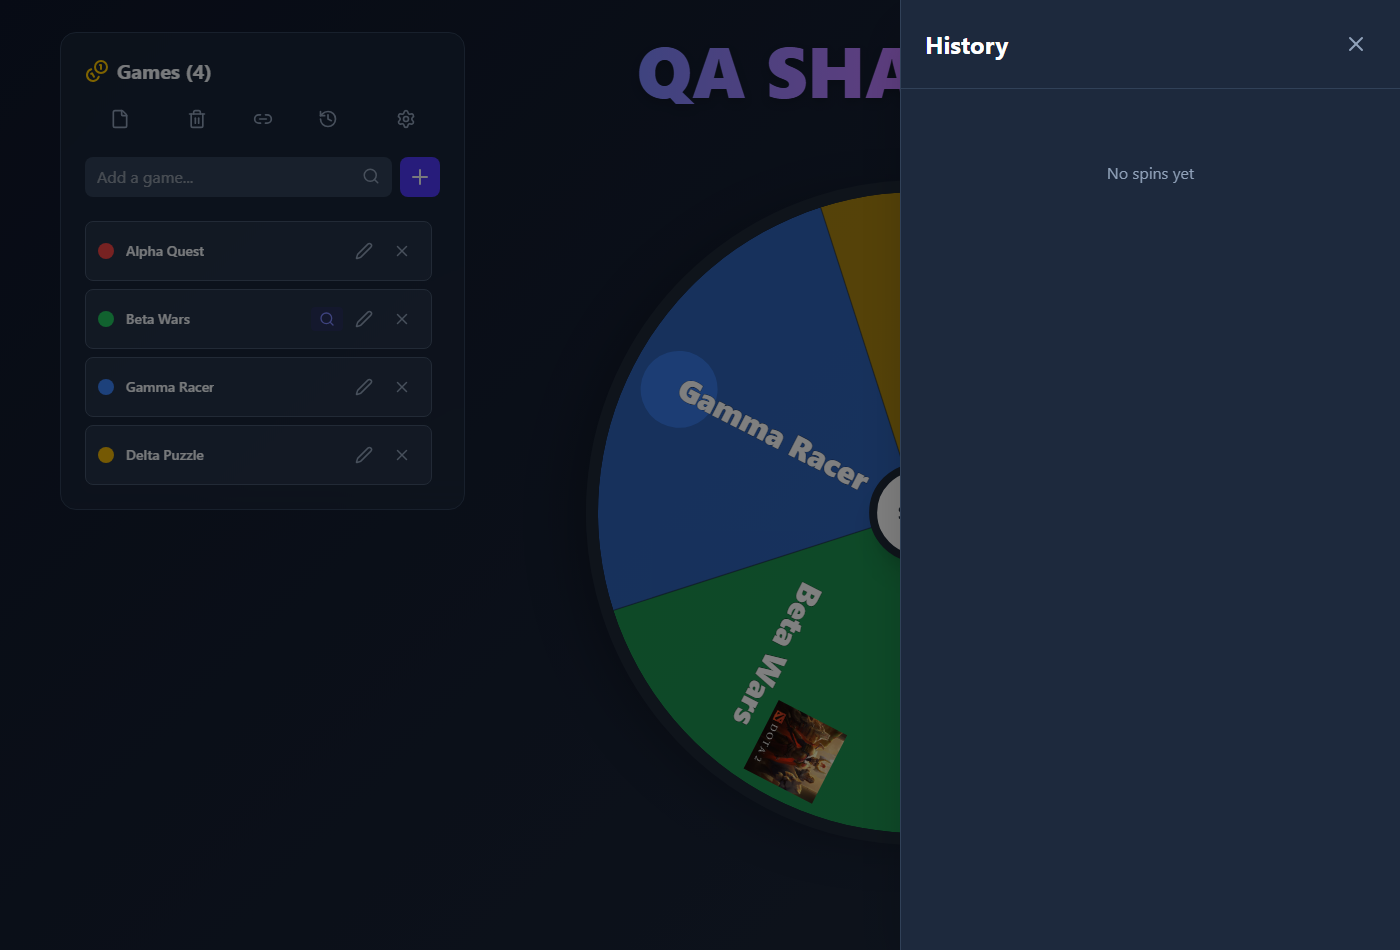 Games (4)
Add a game...
Alpha Quest
Beta Wars
Gamma Racer
Delta Puzzle
QA SHA
Gamma Racer
Beta Wars
DOTA 2
History
No spins yet